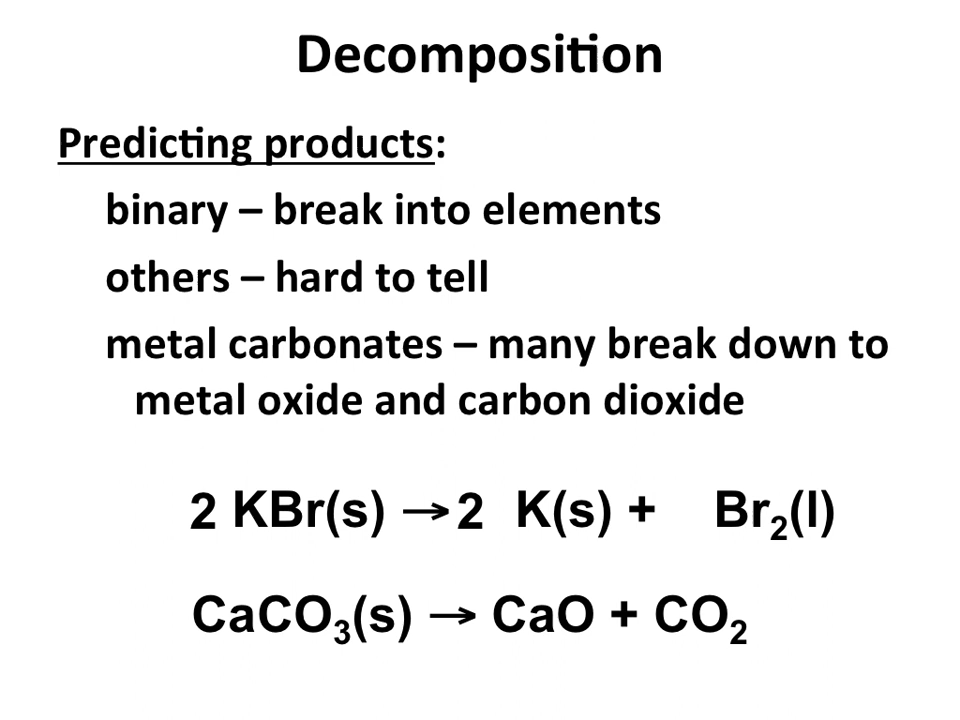 Decomposition
Predicting products:
binary – break into elements
others – hard to tell
metal carbonates – many break down to
metal oxide and carbon dioxide
2 KBr(s) → 2 K(s) + Br₂(l)
CaCO₃(s) → CaO + CO₂